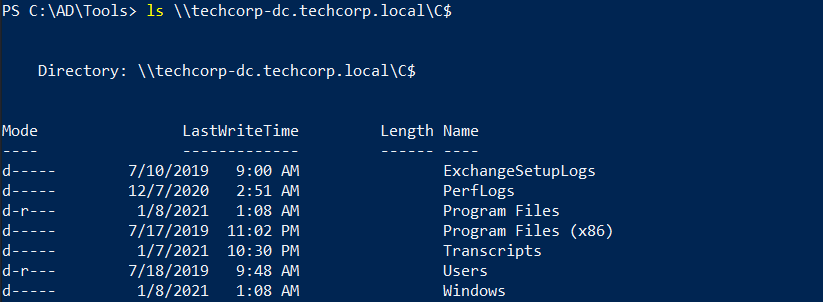 PS C:\AD\Tools> ls \\techcorp-dc.techcorp.local\C$
Directory: \\techcorp-dc.techcorp.local\C$
Mode LastWriteTime Length Name
---- ------------- ------ ----
d----- 7/10/2019 9:00 AM ExchangeSetupLogs
d----- 12/7/2020 2:51 AM PerfLogs
d-r--- 1/8/2021 1:08 AM Program Files
d----- 7/17/2019 11:02 PM Program Files (x86)
d----- 1/7/2021 10:30 PM Transcripts
d-r--- 7/18/2019 9:48 AM Users
d----- 1/8/2021 1:08 AM Windows